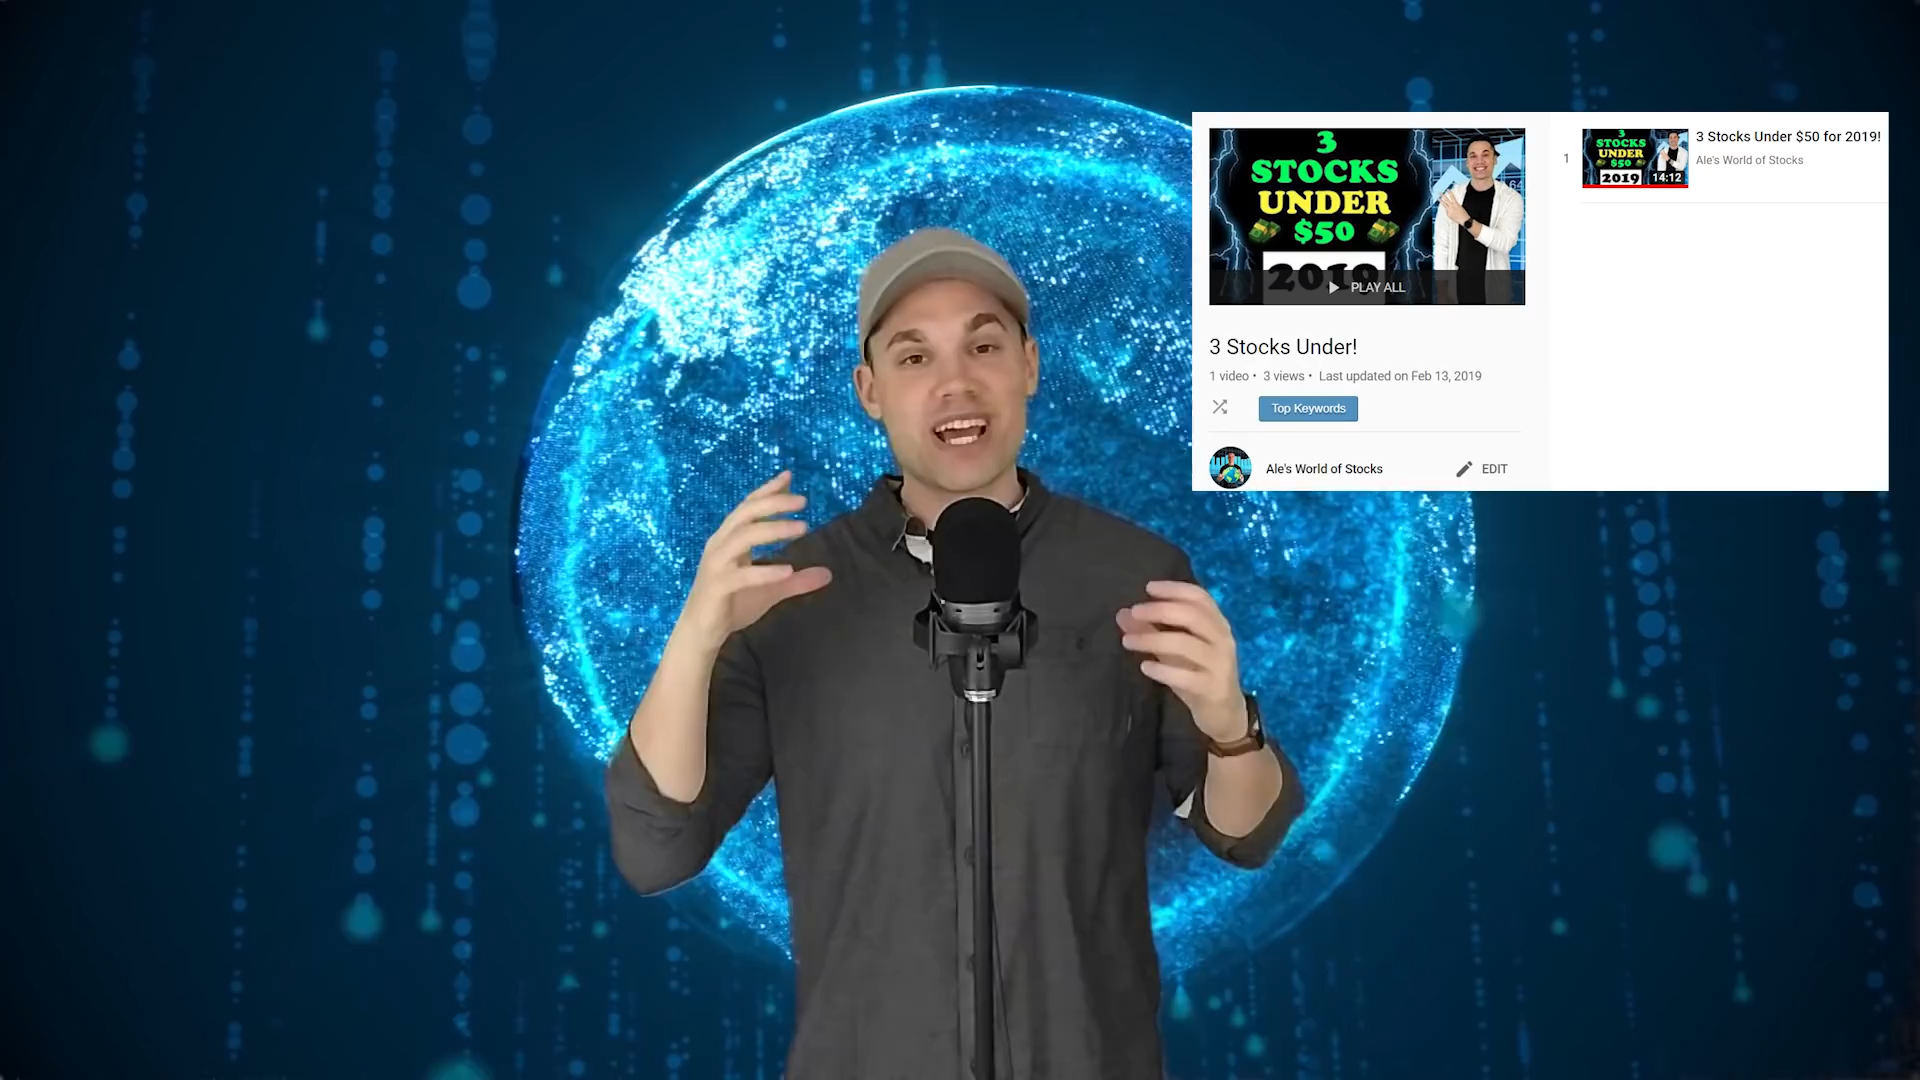 3
STOCKS
UNDER
$50
2019
PLAY ALL
3 Stocks Under!
1 video • 3 views • Last updated on Feb 13, 2019
Top Keywords
Ale's World of Stocks
EDIT
1
3
STOCKS
UNDER
$50
2019
14:12
3 Stocks Under $50 for 2019!
Ale's World of Stocks